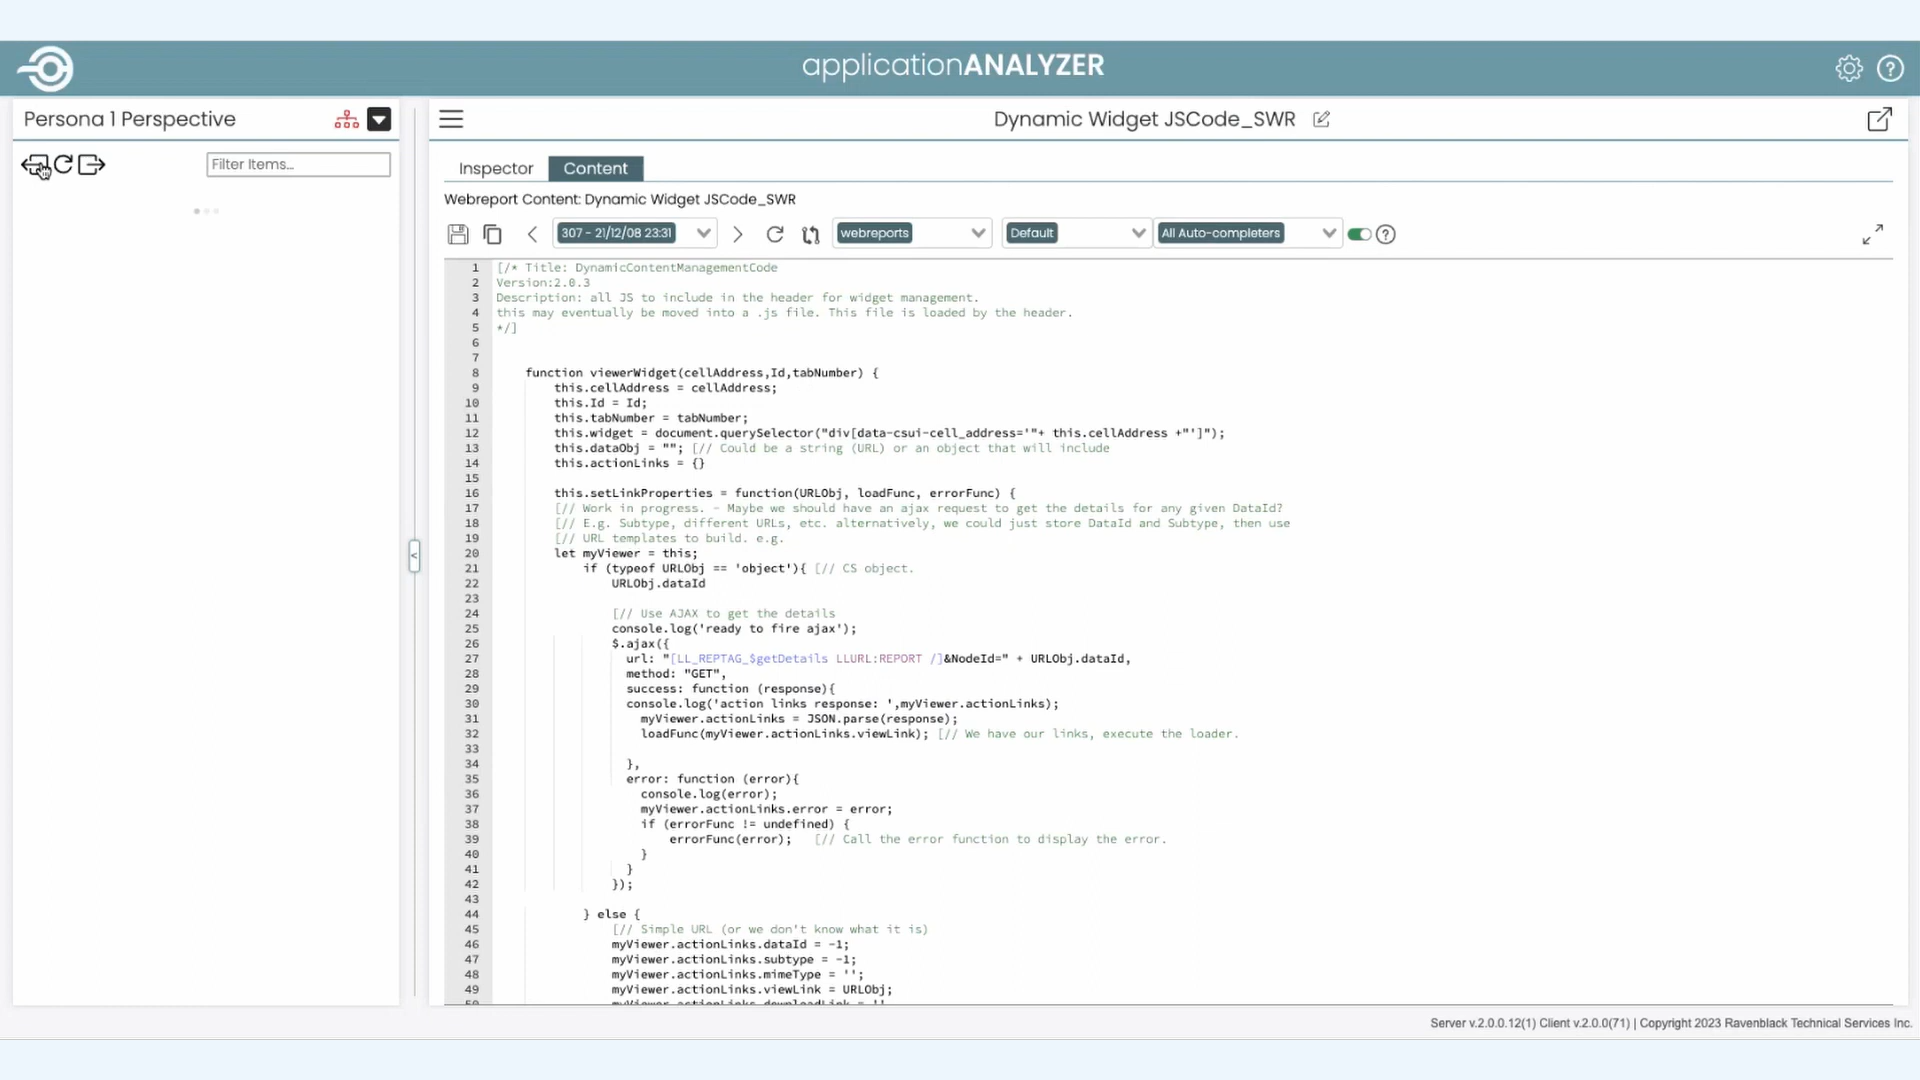 applicationANALYZER
Persona 1 Perspective
Dynamic Widget JSCode_SWR
Filter Items...
Inspector
Content
Webreport Content: Dynamic Widget JSCode_SWR
307 - 21/12/08 23:31
webreports
Default
All Auto-completers
1 [/* Title: DynamicContentManagementCode
2 Version:2.0.3
3 Description: all JS to include in the header for widget management.
4 this may eventually be moved into a .js file. This file is loaded by the header.
5 */]
6
7
8 function viewerWidget(cellAddress,Id,tabNumber) {
9 this.cellAddress = cellAddress;
10 this.Id = Id;
11 this.tabNumber = tabNumber;
12 this.widget = document.querySelector("div[data-csui-cell_address='"+ this.cellAddress +"']");
13 this.dataObj = ""; [// Could be a string (URL) or an object that will include
14 this.actionLinks = {}
15
16 this.setLinkProperties = function(URLObj, loadFunc, errorFunc) {
17 [// Work in progress. - Maybe we should have an ajax request to get the details for any given DataId?
18 [// E.g. Subtype, different URLs, etc. alternatively, we could just store DataId and Subtype, then use
19 [// URL templates to build. e.g.
20 let myViewer = this;
21 if (typeof URLObj == 'object'){ [// CS object.
22 URLObj.dataId
23
24 [// Use AJAX to get the details
25 console.log('ready to fire ajax');
26 $.ajax({
27 url: "[LL_REPTAG_$getDetails LLURL:REPORT /]&NodeId=" + URLObj.dataId,
28 method: "GET",
29 success: function (response){
30 console.log('action links response: ',myViewer.actionLinks);
31 myViewer.actionLinks = JSON.parse(response);
32 loadFunc(myViewer.actionLinks.viewLink); [// We have our links, execute the loader.
33
34 },
35 error: function (error){
36 console.log(error);
37 myViewer.actionLinks.error = error;
38 if (errorFunc != undefined) {
39 errorFunc(error); [// Call the error function to display the error.
40 }
41 }
42 });
43
44 } else {
45 [// Simple URL (or we don't know what it is)
46 myViewer.actionLinks.dataId = -1;
47 myViewer.actionLinks.subtype = -1;
48 myViewer.actionLinks.mimeType = '';
49 myViewer.actionLinks.viewLink = URLObj;
50 myViewer.actionLinks.downloadLink = ''
<
Server v.2.0.0.12(1) Client v.2.0.0(71) | Copyright 2023 Ravenblack Technical Services Inc.